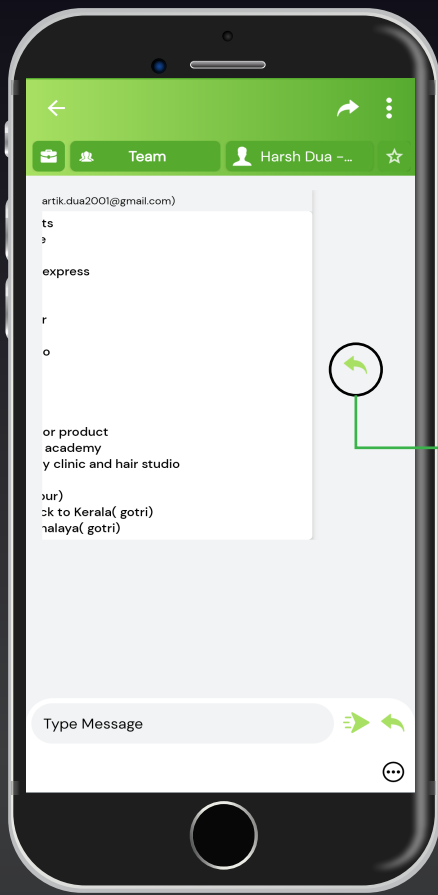 Team
Harsh Dua -...
artik.dua2001@gmail.com)
ts
e
express
r
o
or product
academy
y clinic and hair studio
our)
ck to Kerala( gotri)
nalaya( gotri)
Type Message